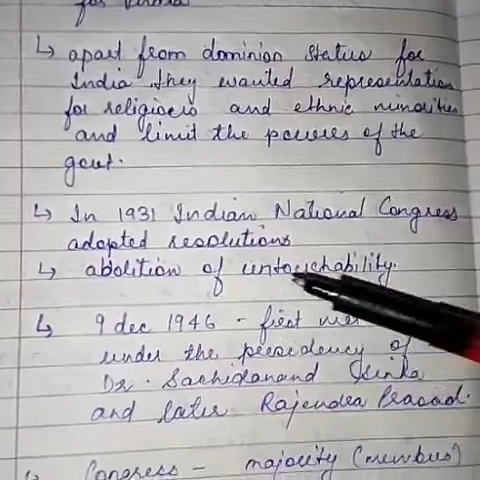 for
↳ apart from dominion status for
India they wanted representation
for religious and ethnic minorities
and limit the powers of the
govt.
↳ In 1931 Indian National Congress
adopted resolutions
↳ abolition of untouchability.
↳ 9 dec 1946 - first
under the presidency of
Dr. Sachidanand Sinha
and later Rajendra Prasad.
↳ Congress - majority (members)